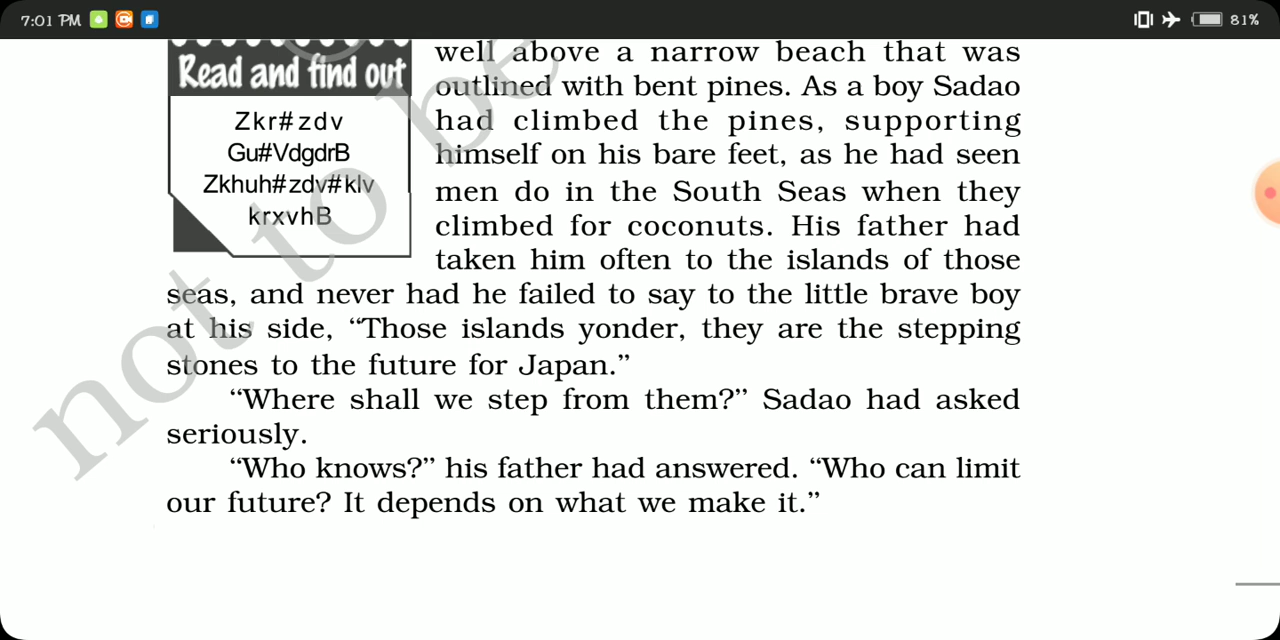 7:01 PM
81%
Read and find out
Zkr#zdv
Gu#VdgdrB
Zkhuh#zdv#klv
krxvhB
well above a narrow beach that was
outlined with bent pines. As a boy Sadao
had climbed the pines, supporting
himself on his bare feet, as he had seen
men do in the South Seas when they
climbed for coconuts. His father had
taken him often to the islands of those
seas, and never had he failed to say to the little brave boy
at his side, “Those islands yonder, they are the stepping
stones to the future for Japan.”
“Where shall we step from them?” Sadao had asked
seriously.
“Who knows?” his father had answered. “Who can limit
our future? It depends on what we make it.”
not to be